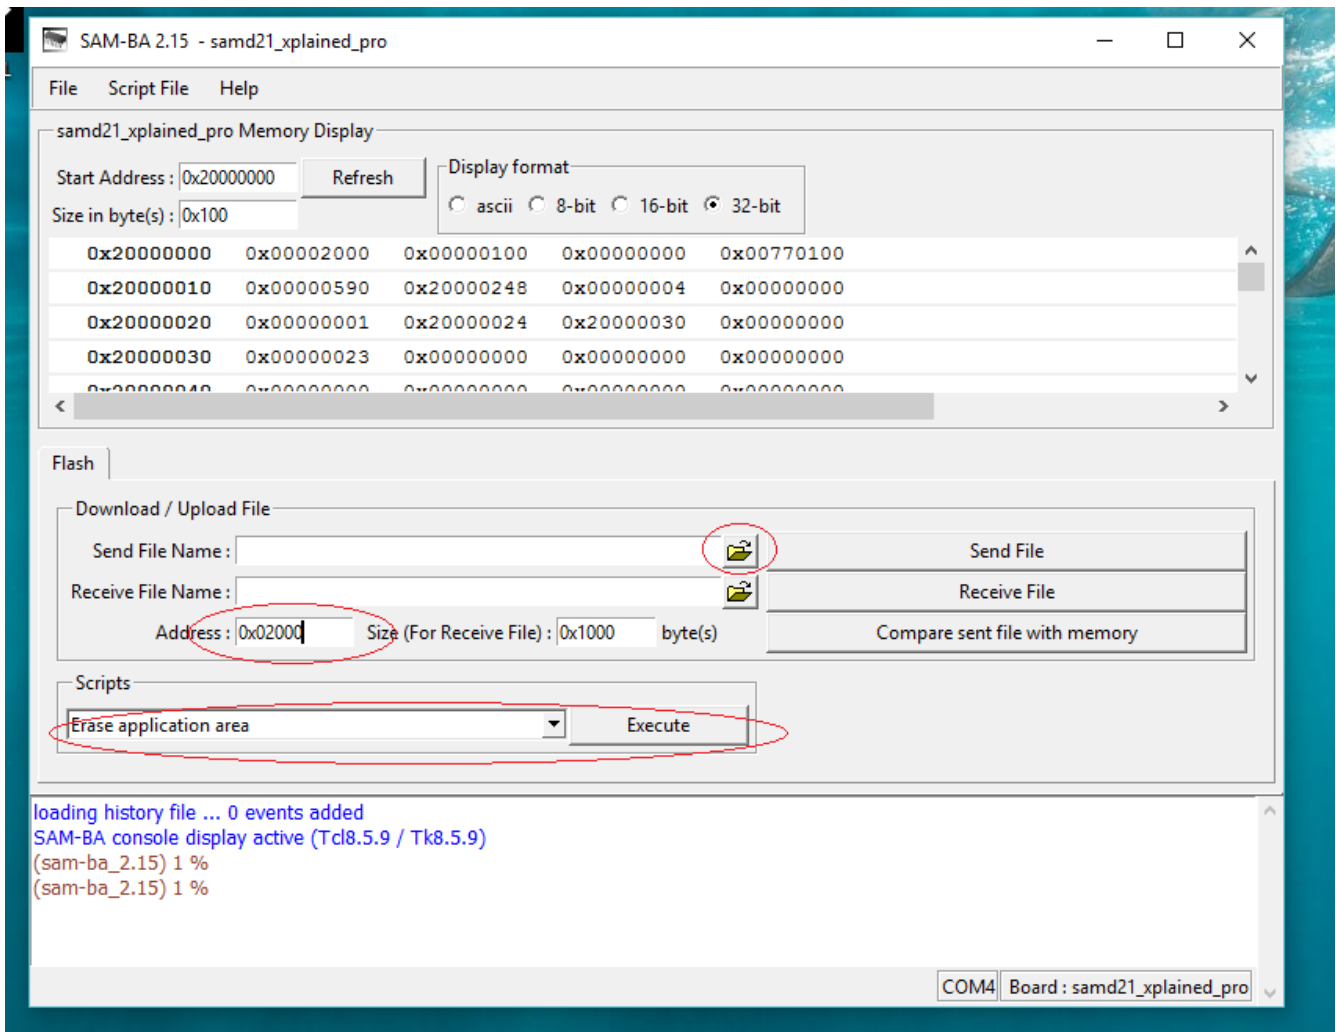 SAM-BA 2.15 - samd21_xplained_pro
File Script File Help
samd21_xplained_pro Memory Display
Start Address : 0x20000000 Refresh
Size in byte(s) : 0x100
Display format
ascii 8-bit 16-bit 32-bit
0x20000000 0x00002000 0x00000100 0x00000000 0x00770100
0x20000010 0x00000590 0x20000248 0x00000004 0x00000000
0x20000020 0x00000001 0x20000024 0x20000030 0x00000000
0x20000030 0x00000023 0x00000000 0x00000000 0x00000000
0x20000040 0x00000000 0x00000000 0x00000000 0x00000000
Flash
Download / Upload File
Send File Name : Send File
Receive File Name : Receive File
Address : 0x02000 Size (For Receive File) : 0x1000 byte(s) Compare sent file with memory
Scripts
Erase application area Execute
loading history file ... 0 events added
SAM-BA console display active (Tcl8.5.9 / Tk8.5.9)
(sam-ba_2.15) 1 %
(sam-ba_2.15) 1 %
COM4 Board : samd21_xplained_pro